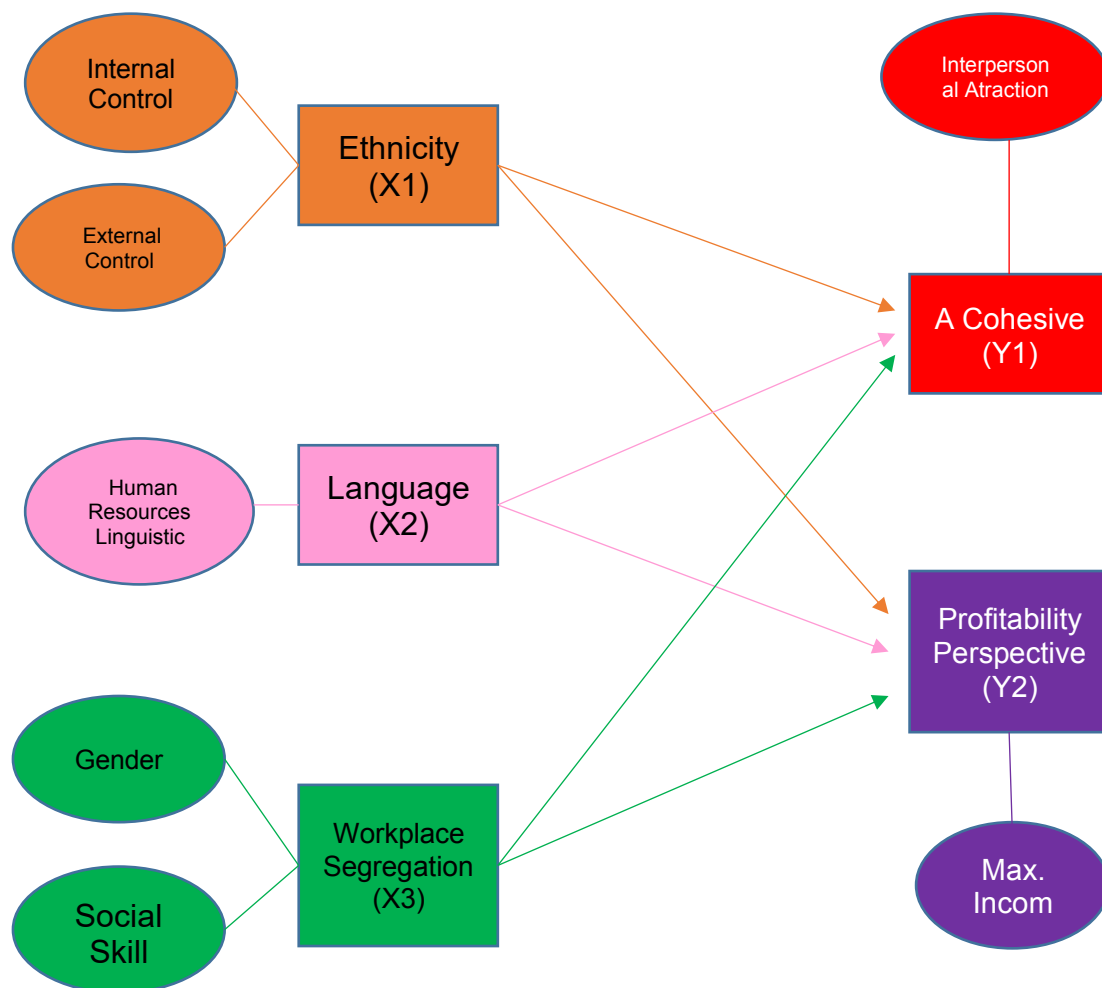 Internal
Control
Interperson
al Atraction
Ethnicity
(X1)
External
Control
A Cohesive
(Y1)
Human
Resources
Linguistic
Language
(X2)
Profitability
Perspective
(Y2)
Gender
Workplace
Segregation
(X3)
Max.
Incom
Social
Skill